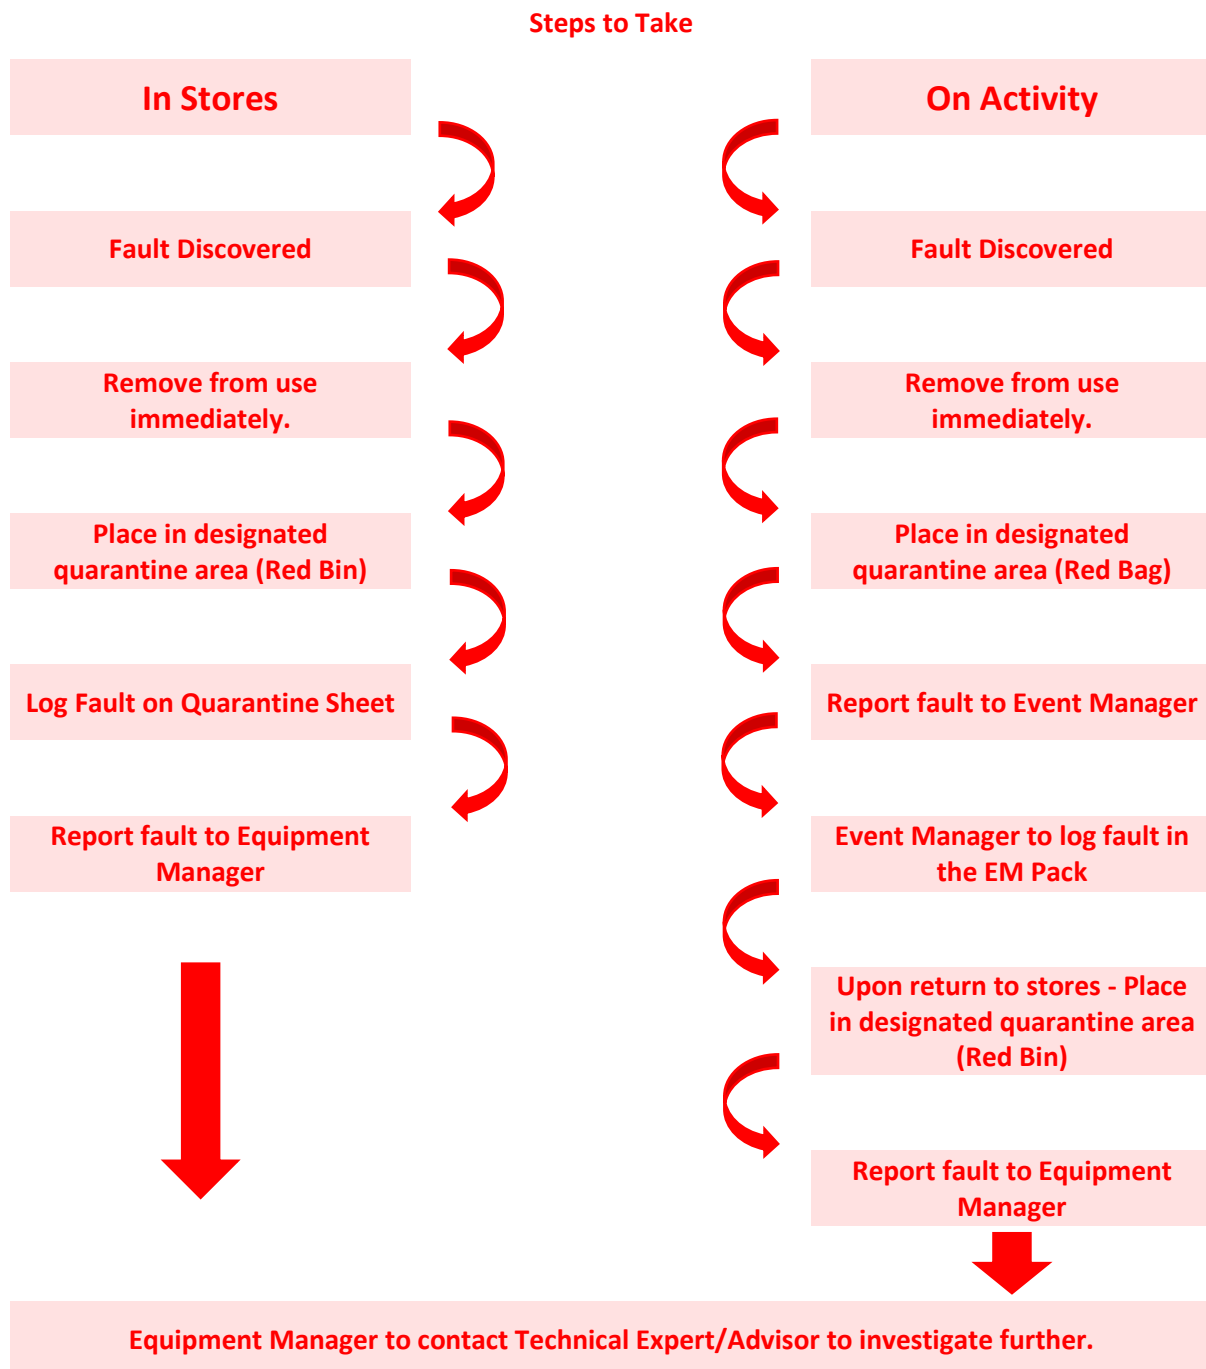 Steps to Take
In Stores
Fault Discovered
Remove from use
immediately.
Place in designated
quarantine area (Red Bin)
Log Fault on Quarantine Sheet
Report fault to Equipment
Manager
On Activity
Fault Discovered
Remove from use
immediately.
Place in designated
quarantine area (Red Bag)
Report fault to Event Manager
Event Manager to log fault in
the EM Pack
Upon return to stores - Place
in designated quarantine area
(Red Bin)
Report fault to Equipment
Manager
Equipment Manager to contact Technical Expert/Advisor to investigate further.